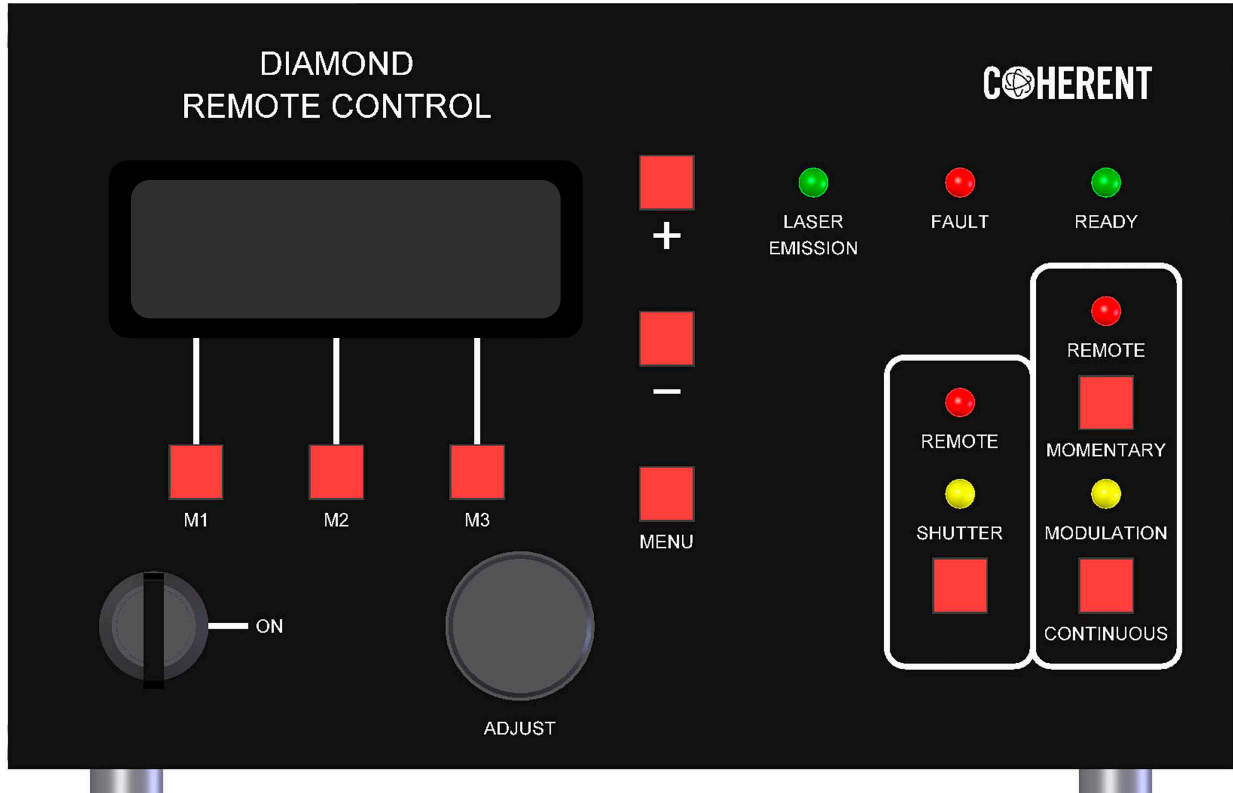 DIAMOND
REMOTE CONTROL
COHERENT
+
LASER
EMISSION
FAULT
READY
REMOTE
−
REMOTE
MOMENTARY
M1
M2
M3
MENU
SHUTTER
MODULATION
ON
CONTINUOUS
ADJUST